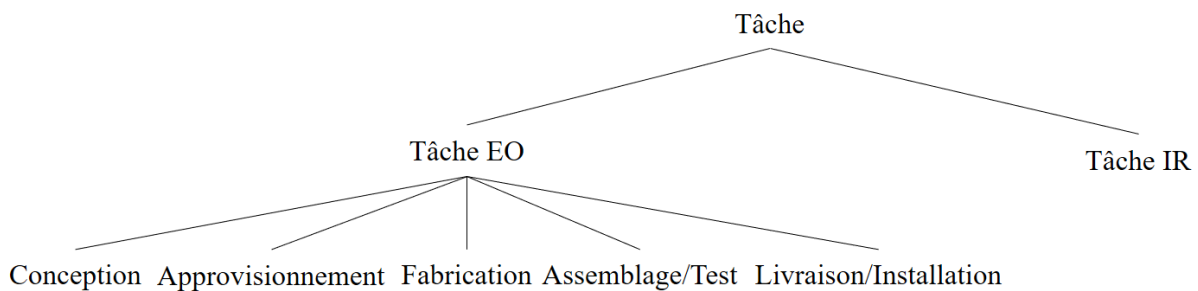 Tâche
Tâche EO
Tâche IR
Conception Approvisionnement Fabrication Assemblage/Test Livraison/Installation